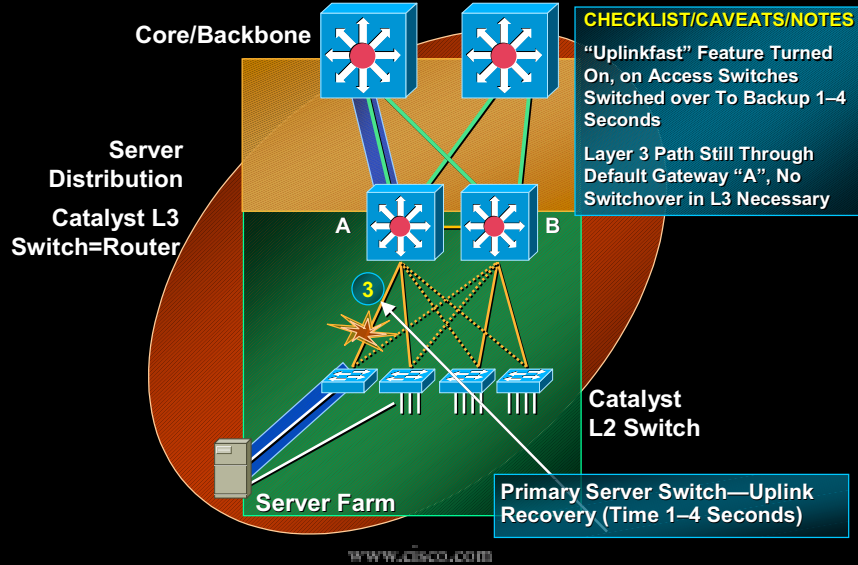 Core/Backbone
CHECKLIST/CAVEATS/NOTES
“Uplinkfast” Feature Turned
On, on Access Switches
Switched over To Backup 1–4
Seconds
Layer 3 Path Still Through
Default Gateway “A”, No
Switchover in L3 Necessary
Server
Distribution
Catalyst L3
Switch=Router
A
B
3
Catalyst
L2 Switch
Server Farm
Primary Server Switch—Uplink
Recovery (Time 1–4 Seconds)
www.cisco.com